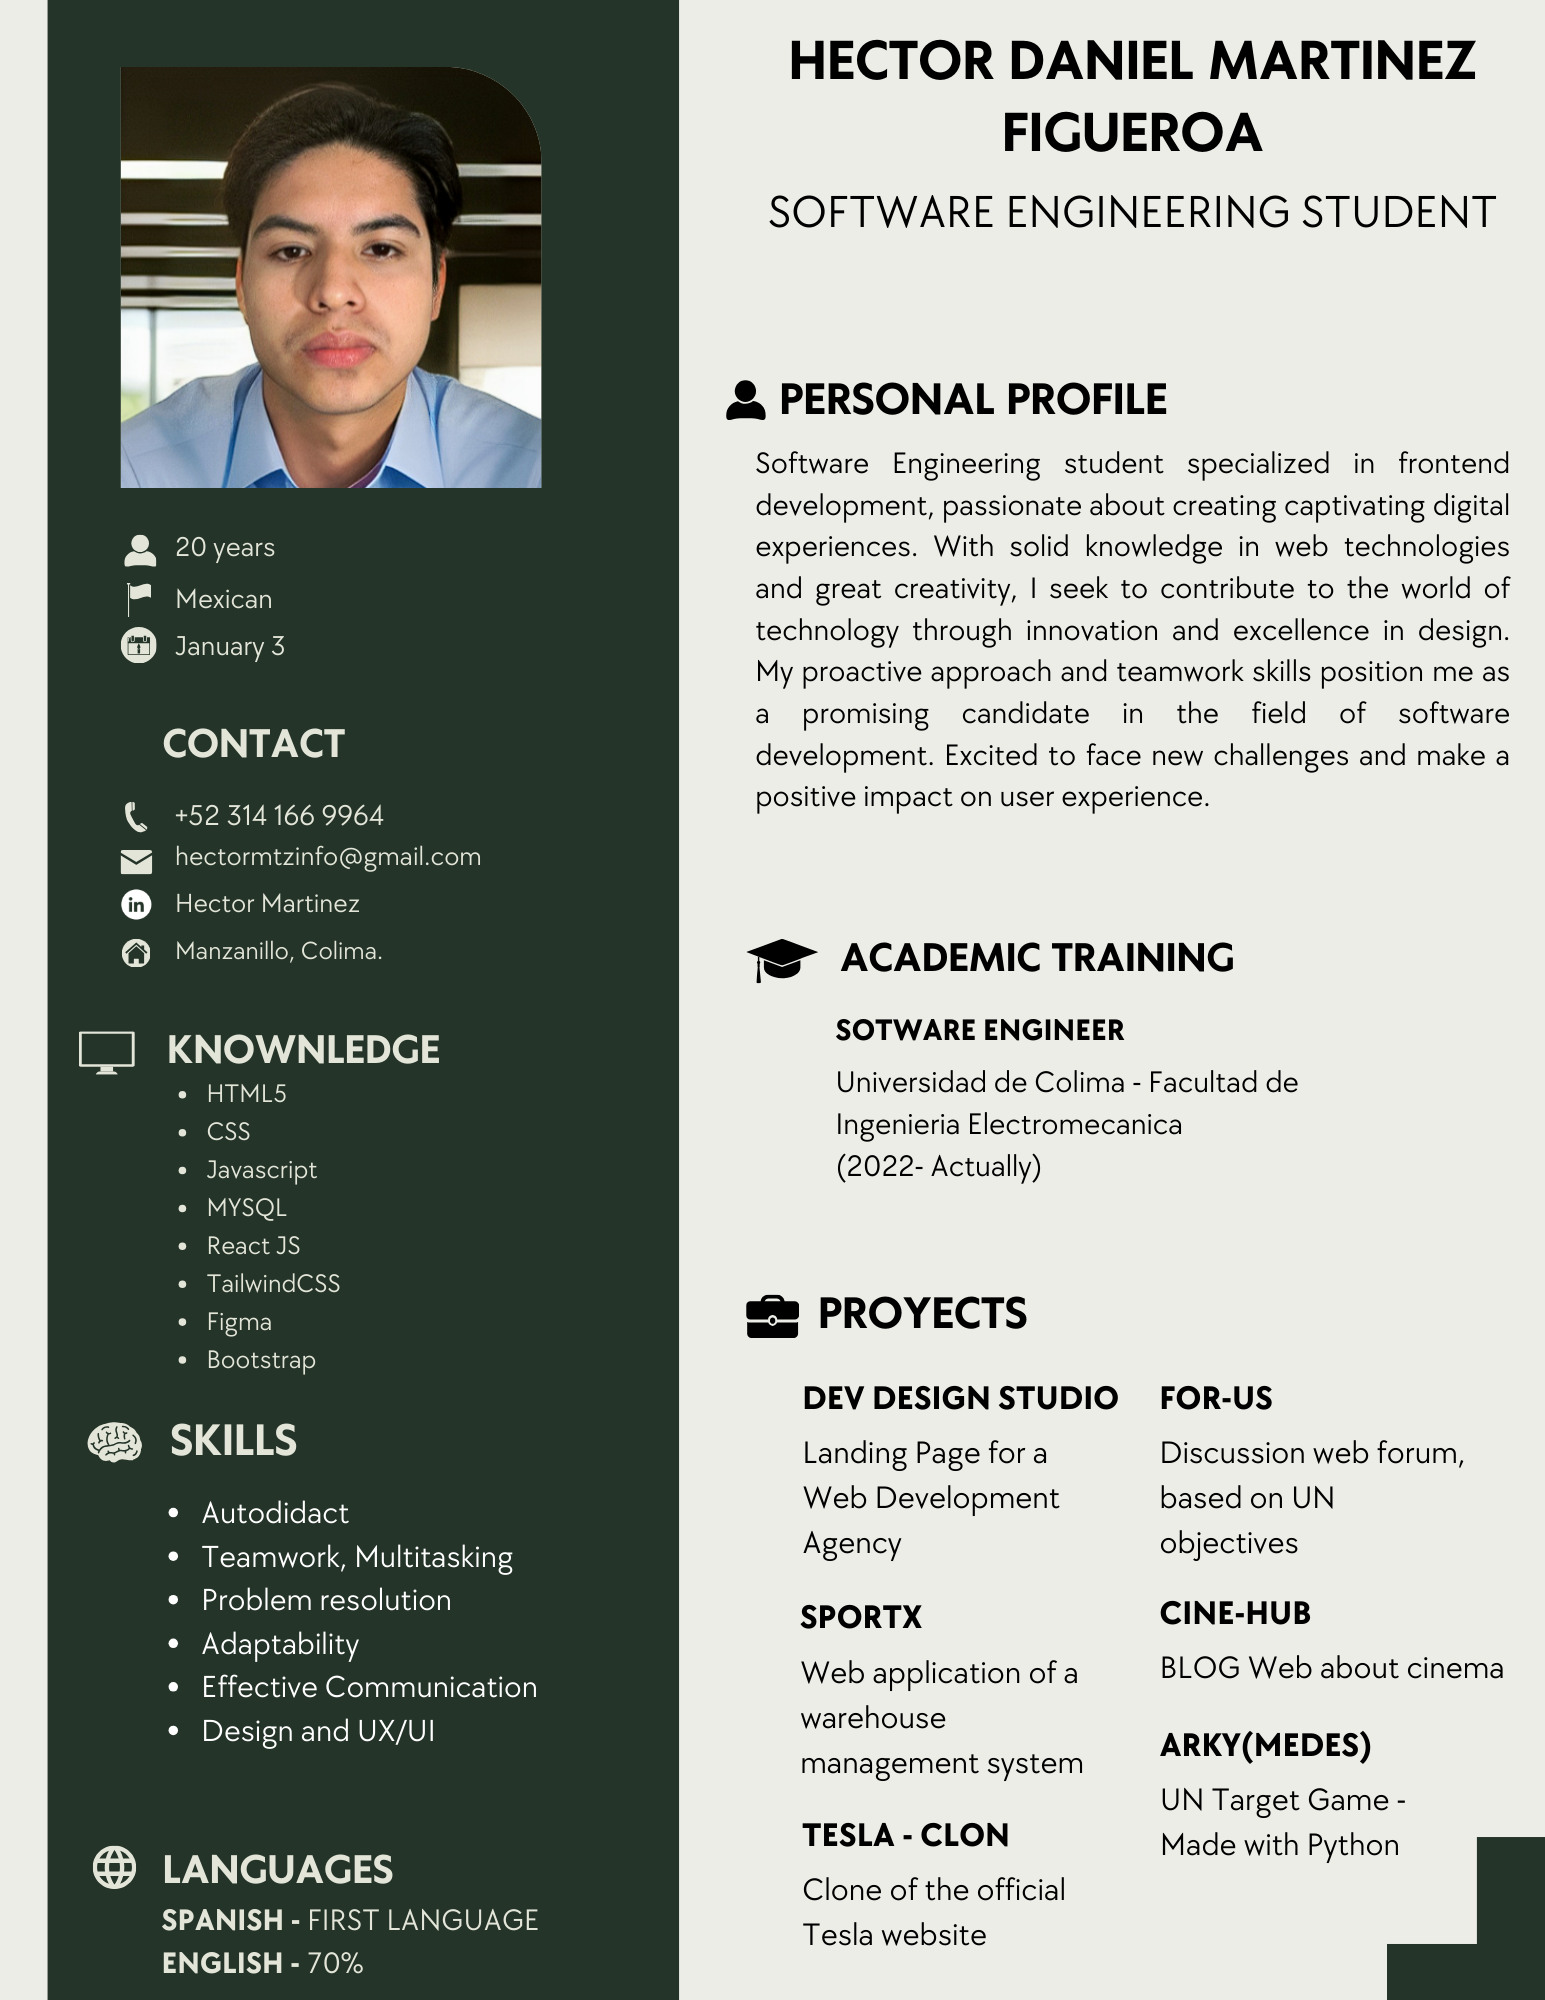 HECTOR DANIEL MARTINEZ
FIGUEROA
SOFTWARE ENGINEERING STUDENT
20 years
Mexican
January 3
CONTACT
+52 314 166 9964
hectormtzinfo@gmail.com
in Hector Martinez
Manzanillo, Colima.
KNOWNLEDGE
• HTML5
• CSS
• Javascript
• MYSQL
• React JS
• TailwindCSS
• Figma
• Bootstrap
SKILLS
• Autodidact
• Teamwork, Multitasking
• Problem resolution
• Adaptability
• Effective Communication
• Design and UX/UI
LANGUAGES
SPANISH - FIRST LANGUAGE
ENGLISH - 70%
PERSONAL PROFILE
Software Engineering student specialized in frontend
development, passionate about creating captivating digital
experiences. With solid knowledge in web technologies
and great creativity, I seek to contribute to the world of
technology through innovation and excellence in design.
My proactive approach and teamwork skills position me as
a promising candidate in the field of software
development. Excited to face new challenges and make a
positive impact on user experience.
ACADEMIC TRAINING
SOTWARE ENGINEER
Universidad de Colima - Facultad de
Ingenieria Electromecanica
(2022- Actually)
PROYECTS
DEV DESIGN STUDIO
Landing Page for a
Web Development
Agency
SPORTX
Web application of a
warehouse
management system
TESLA - CLON
Clone of the official
Tesla website
FOR-US
Discussion web forum,
based on UN
objectives
CINE-HUB
BLOG Web about cinema
ARKY(MEDES)
UN Target Game -
Made with Python